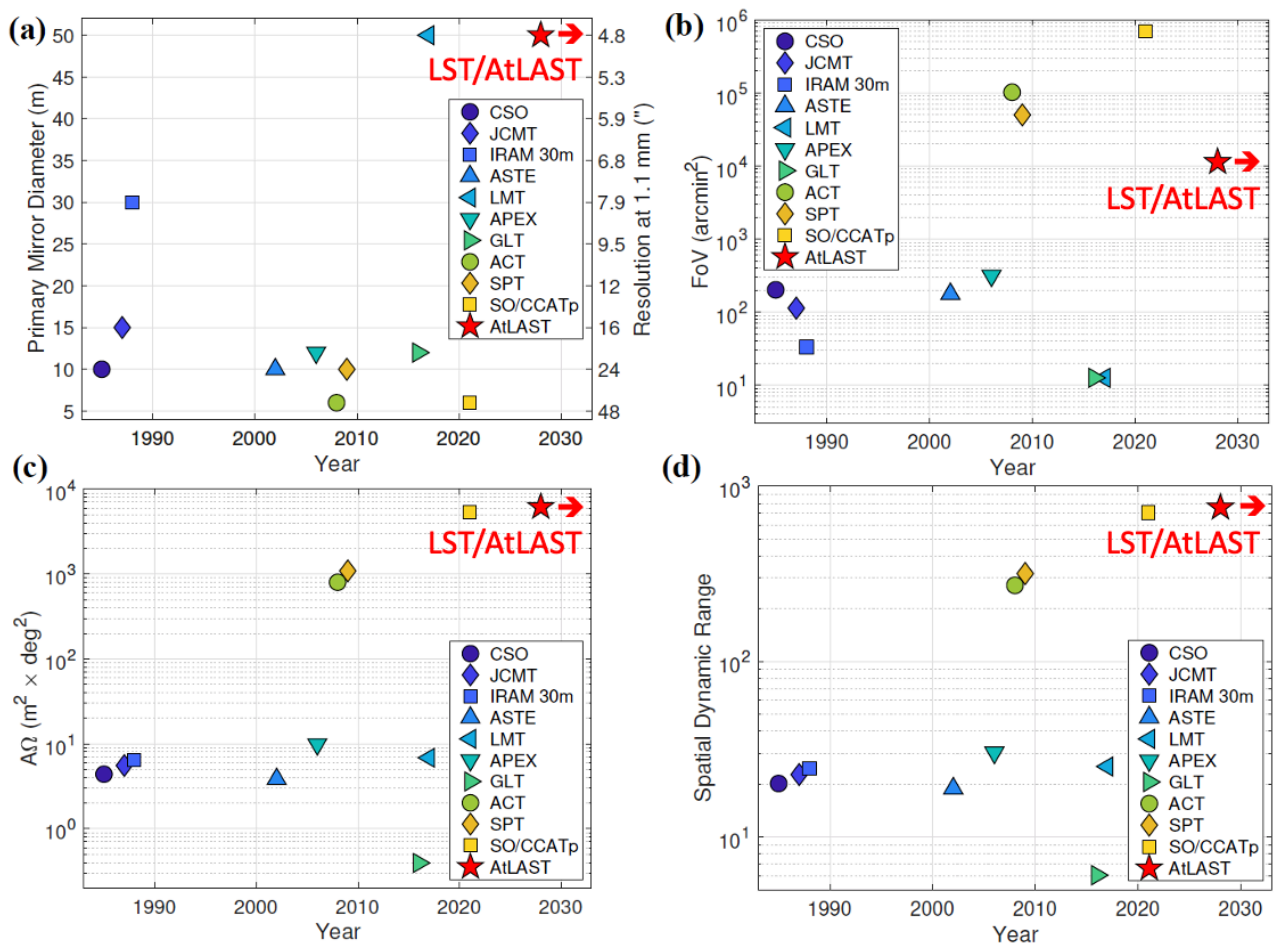 (a)
50
45
40
35
30
25
20
15
10
5
Primary Mirror Diameter (m)
4.8
5.3
5.9
6.8
7.9
9.5
12
16
24
48
Resolution at 1.1 mm (")
1990
2000
2010
2020
2030
Year
LST/AtLAST
CSO
JCMT
IRAM 30m
ASTE
LMT
APEX
GLT
ACT
SPT
SO/CCATp
AtLAST
(b)
10⁶
10⁵
10⁴
10³
10²
10¹
FoV (arcmin²)
1990
2000
2010
2020
2030
Year
CSO
JCMT
IRAM 30m
ASTE
LMT
APEX
GLT
ACT
SPT
SO/CCATp
AtLAST
LST/AtLAST
(c)
10⁴
10³
10²
10¹
10⁰
AΩ (m² × deg²)
1990
2000
2010
2020
2030
Year
LST/AtLAST
CSO
JCMT
IRAM 30m
ASTE
LMT
APEX
GLT
ACT
SPT
SO/CCATp
AtLAST
(d)
10³
10²
10¹
Spatial Dynamic Range
1990
2000
2010
2020
2030
Year
LST/AtLAST
CSO
JCMT
IRAM 30m
ASTE
LMT
APEX
GLT
ACT
SPT
SO/CCATp
AtLAST